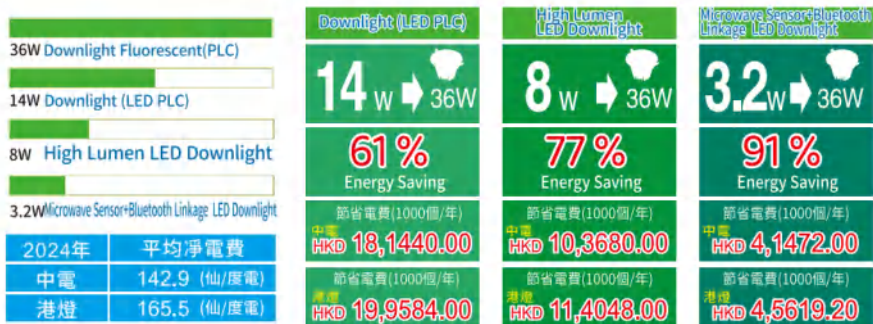 36W Downlight Fluorescent(PLC)
14W Downlight (LED PLC)
8W High Lumen LED Downlight
3.2W Microwave Sensor+Bluetooth Linkage LED Downlight
2024年 平均凈電費
中電 142.9 (仙/度電)
港燈 165.5 (仙/度電)
Downlight (LED PLC)
14 W 36W
61 %
Energy Saving
節省電費(1000個/年)
中電
HKD 18,1440.00
節省電費(1000個/年)
港燈
HKD 19,9584.00
High Lumen
LED Downlight
8 W 36W
77 %
Energy Saving
節省電費(1000個/年)
中電
HKD 10,3680.00
節省電費(1000個/年)
港燈
HKD 11,4048.00
Microwave Sensor+Bluetooth
Linkage LED Downlight
3.2W 36W
91 %
Energy Saving
節省電費(1000個/年)
中電
HKD 4,1472.00
節省電費(1000個/年)
港燈
HKD 4,5619.20